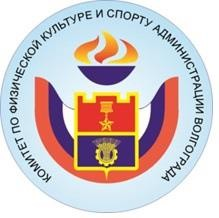 КОМИТЕТ ПО ФИЗИЧЕСКОЙ КУЛЬТУРЕ И СПОРТУ АДМИНИСТРАЦИИ ВОЛГОГРАДА